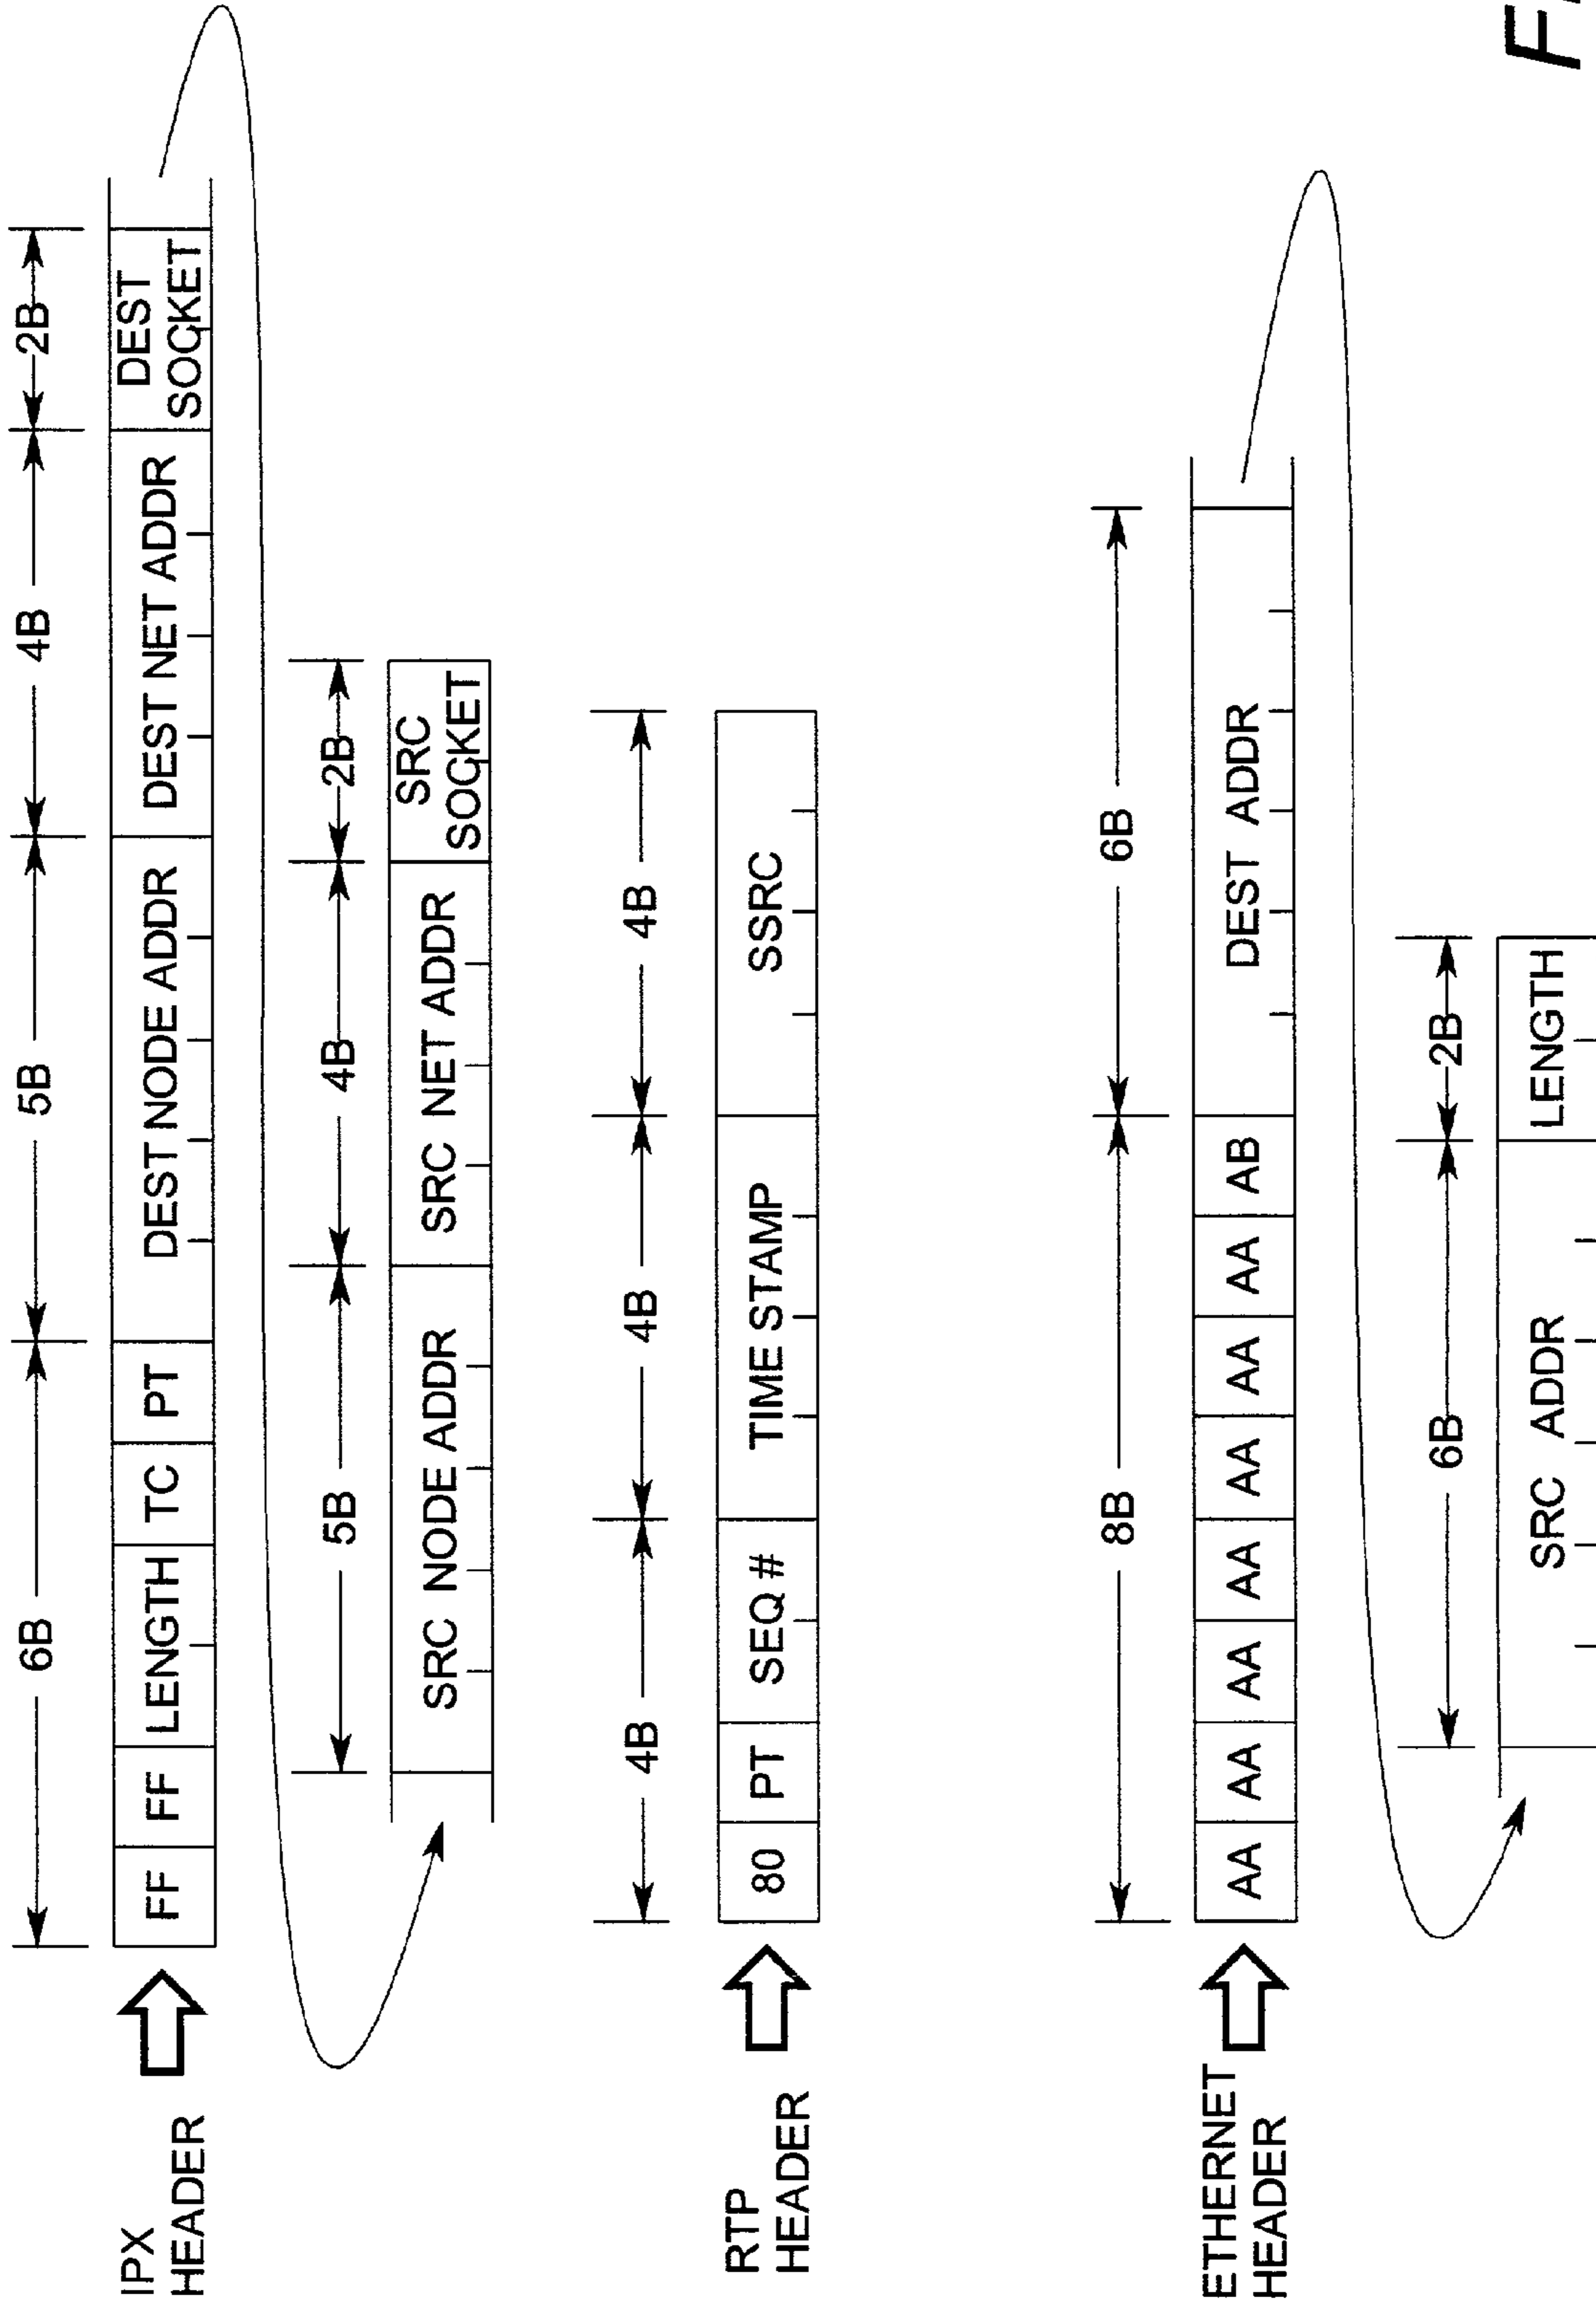 6B 5B 4B 2B
IPX
HEADER
FF FF LENGTH TC PT DEST NODE ADDR DEST NET ADDR DEST
SOCKET
5B 4B 2B
SRC NODE ADDR SRC NET ADDR SRC
SOCKET
4B 4B 4B
RTP
HEADER
80 PT SEQ # TIME STAMP SSRC
8B 6B
ETHERNET
HEADER
AA AA AA AA AA AA AA AB DEST ADDR
6B 2B
SRC ADDR LENGTH